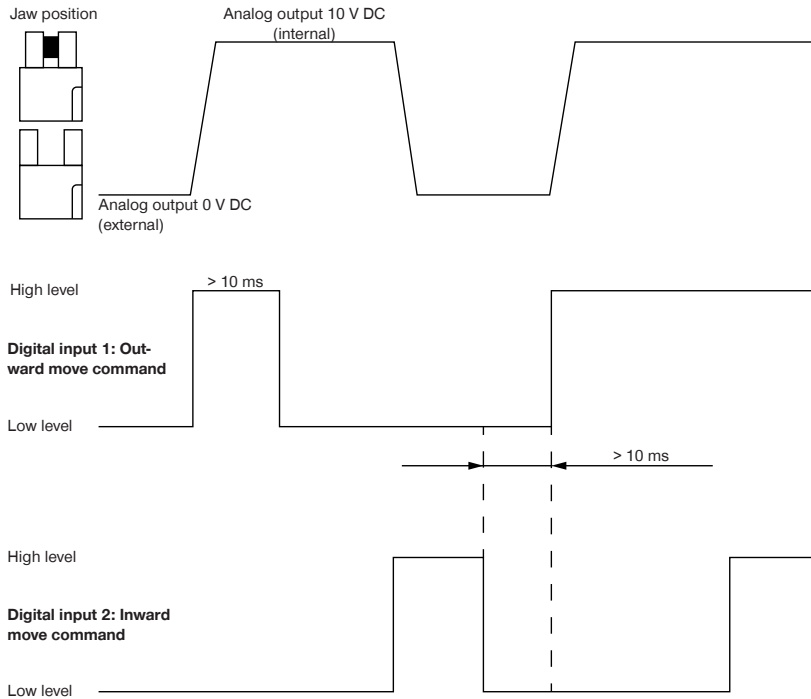 Jaw position
Analog output 10 V DC
(internal)
Analog output 0 V DC
(external)
High level
> 10 ms
Digital input 1: Out-
ward move command
Low level
> 10 ms
High level
Digital input 2: Inward
move command
Low level